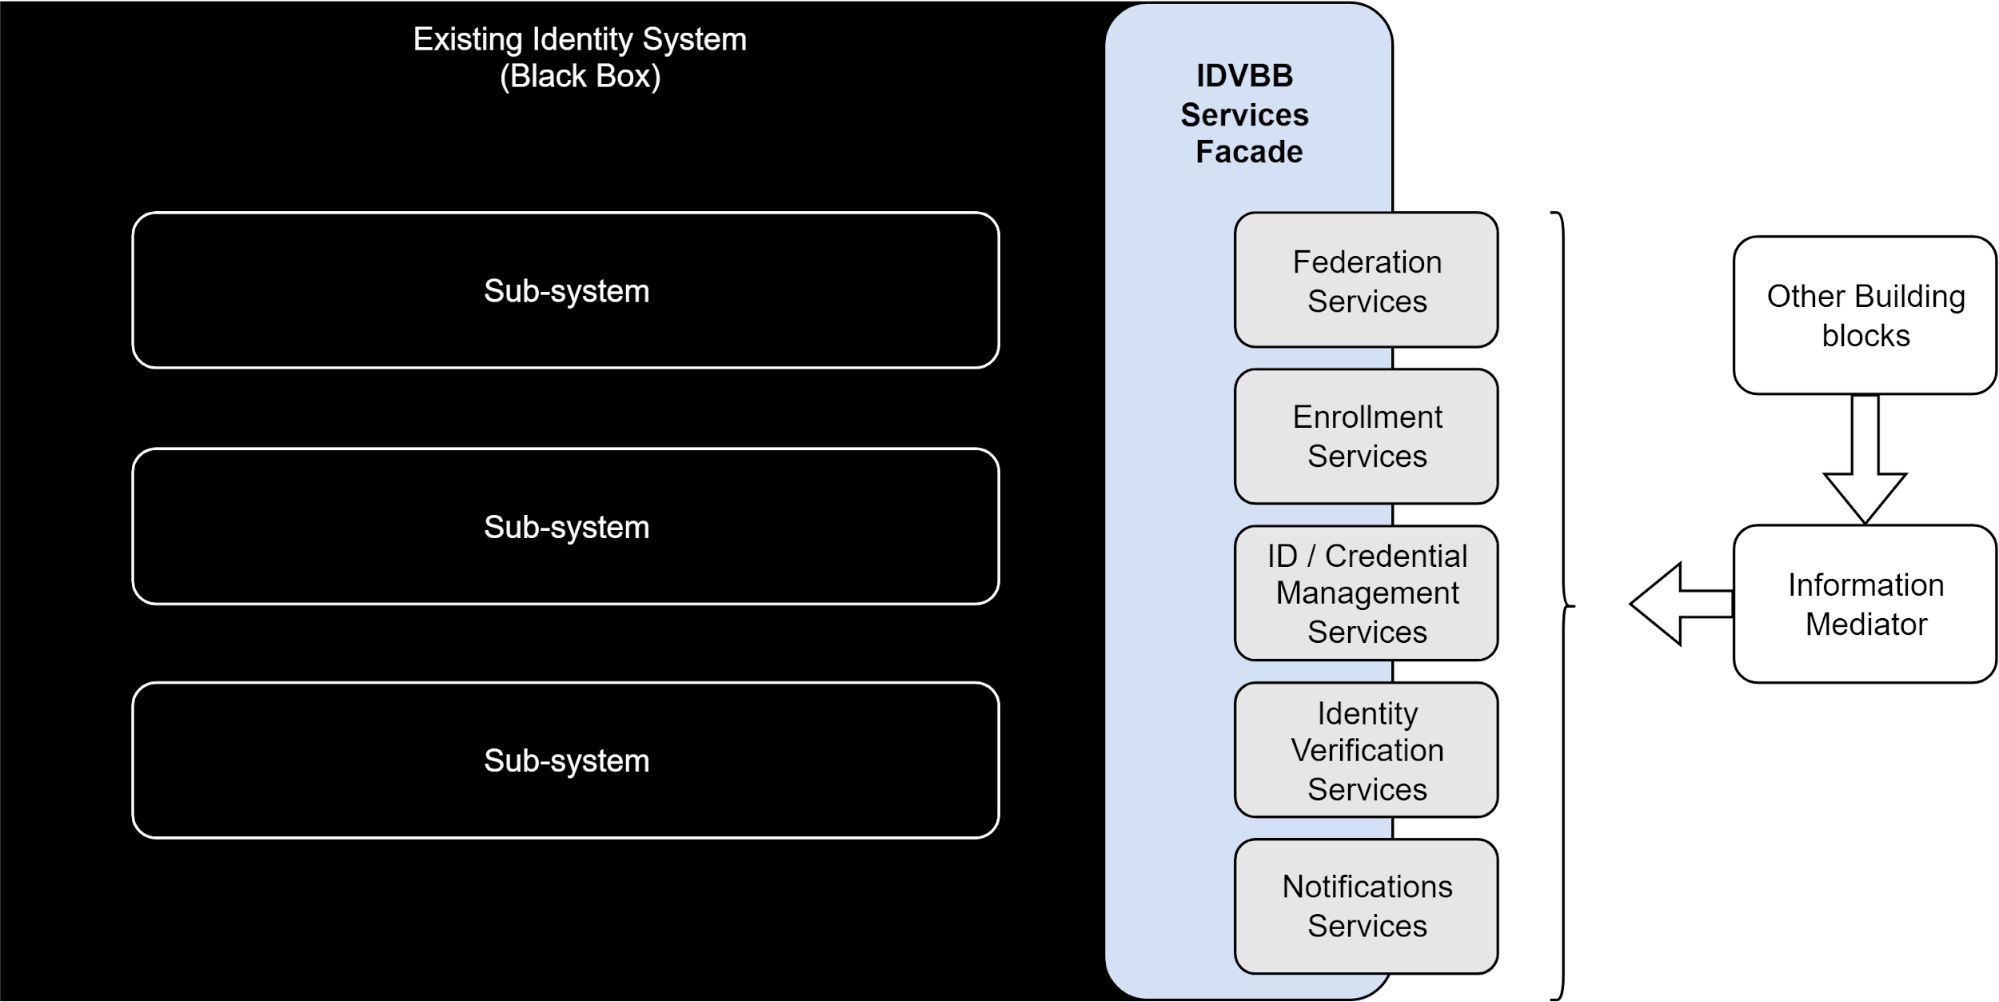 Existing Identity System
(Black Box)
Sub-system
Sub-system
Sub-system
IDVBB
Services
Facade
Federation
Services
Enrollment
Services
ID / Credential
Management
Services
Identity
Verification
Services
Notifications
Services
Other Building
blocks
Information
Mediator